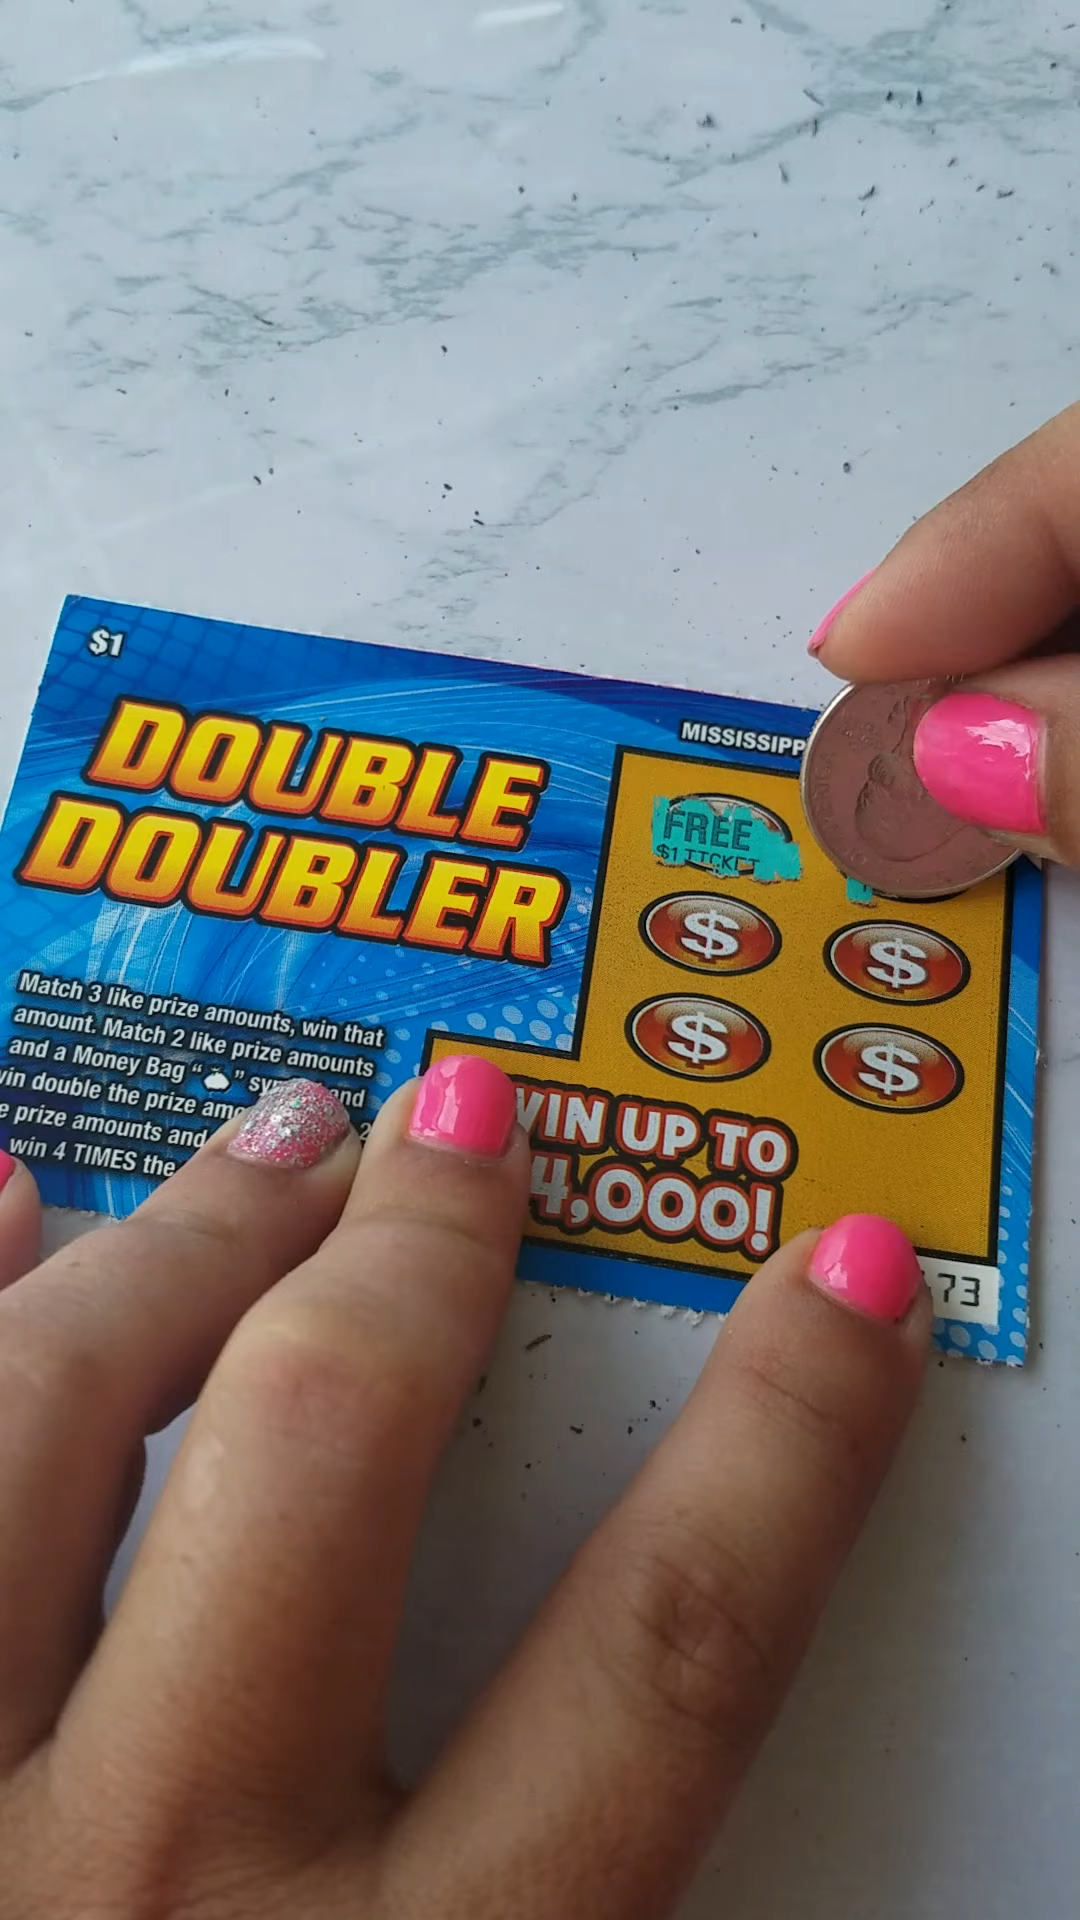 $1
DOUBLE
DOUBLER
MISSISSIPP
FREE
$1 TICKET
$
$
$
$
Match 3 like prize amounts, win that
amount. Match 2 like prize amounts
and a Money Bag " " and
win double the prize
prize amounts and 2
win 4 TIMES the
WIN UP TO
4,000!
73